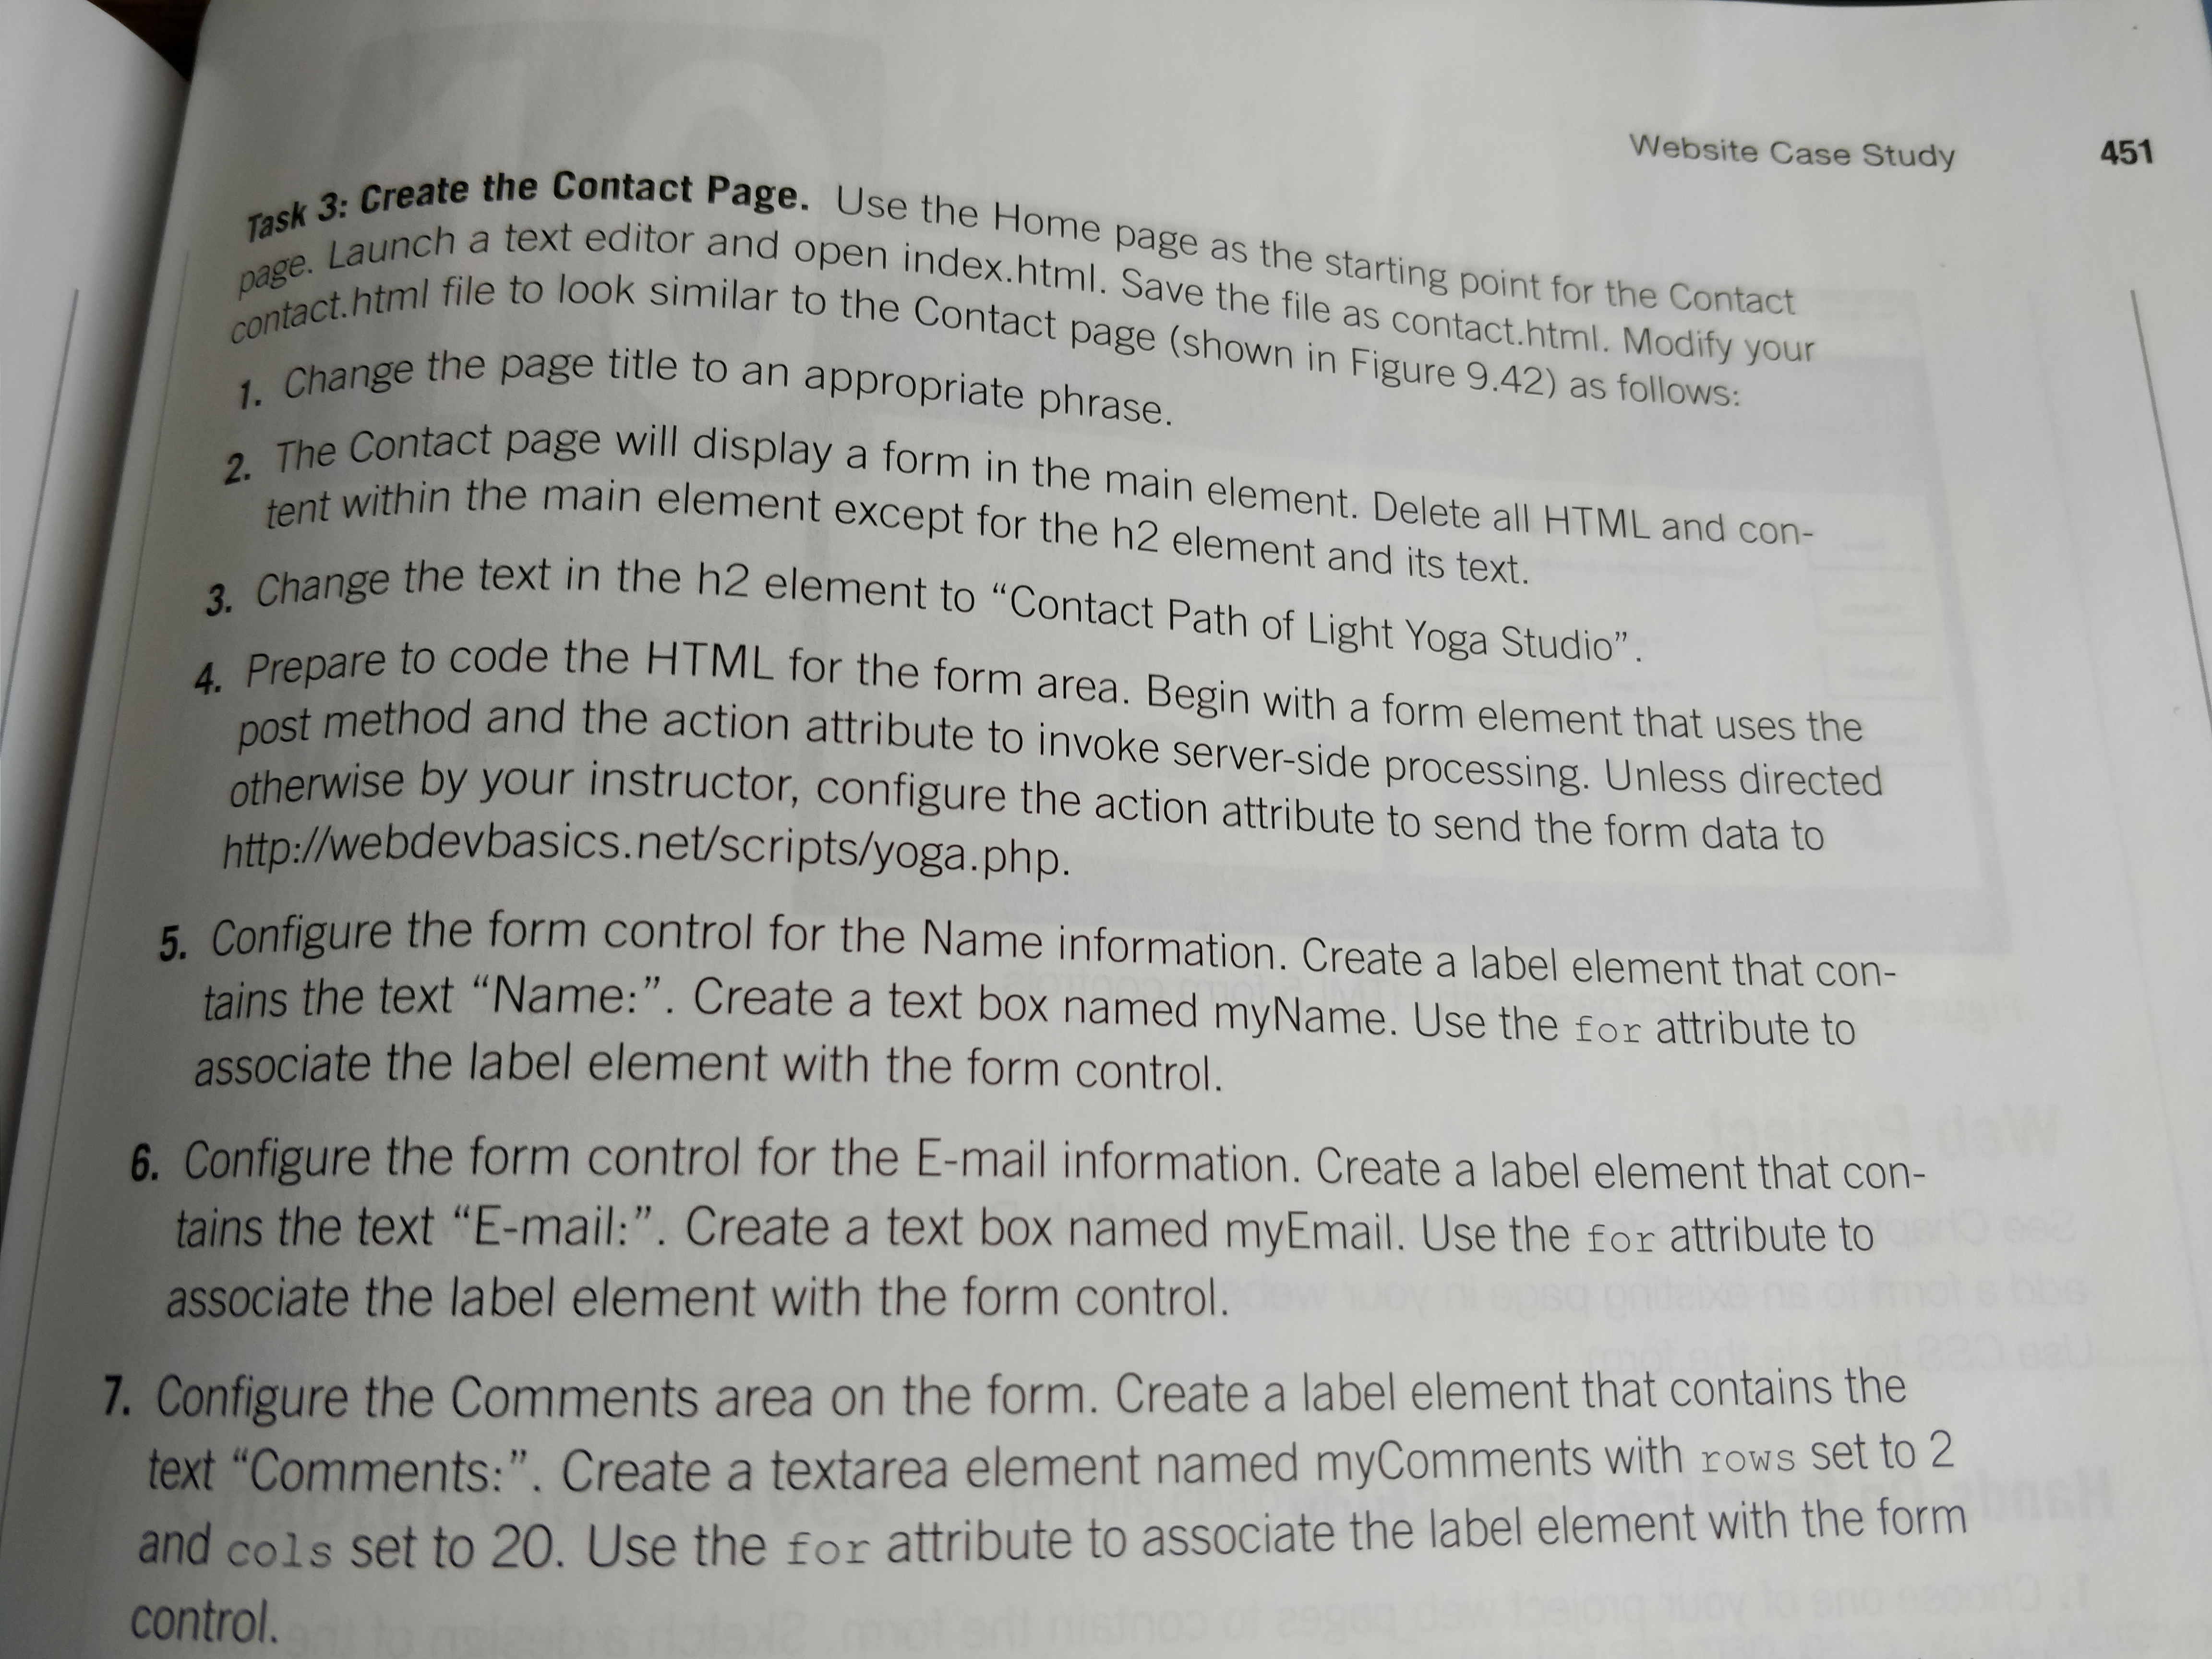 Website Case Study 451
Task 3: Create the Contact Page. Use the Home page as the starting point for the Contact
page. Launch a text editor and open index.html. Save the file as contact.html. Modify your
contact.html file to look similar to the Contact page (shown in Figure 9.42) as follows:
1. Change the page title to an appropriate phrase.
2. The Contact page will display a form in the main element. Delete all HTML and con-
tent within the main element except for the h2 element and its text.
3. Change the text in the h2 element to “Contact Path of Light Yoga Studio”.
4. Prepare to code the HTML for the form area. Begin with a form element that uses the
post method and the action attribute to invoke server-side processing. Unless directed
otherwise by your instructor, configure the action attribute to send the form data to
http://webdevbasics.net/scripts/yoga.php.
5. Configure the form control for the Name information. Create a label element that con-
tains the text “Name:”. Create a text box named myName. Use the for attribute to
associate the label element with the form control.
6. Configure the form control for the E-mail information. Create a label element that con-
tains the text “E-mail:”. Create a text box named myEmail. Use the for attribute to
associate the label element with the form control.
7. Configure the Comments area on the form. Create a label element that contains the
text “Comments:”. Create a textarea element named myComments with rows set to 2
and cols set to 20. Use the for attribute to associate the label element with the form
control.